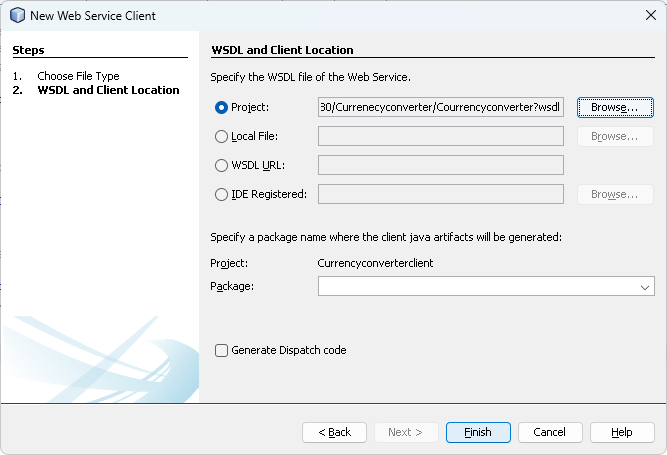 New Web Service Client
Steps
1. Choose File Type
2. WSDL and Client Location
WSDL and Client Location
Specify the WSDL file of the Web Service.
Project: 30/Currenecyconverter/Courrencyconverter?wsdl Browse...
Local File: Browse...
WSDL URL:
IDE Registered: Browse...
Specify a package name where the client java artifacts will be generated:
Project: Currencyconverterclient
Package:
Generate Dispatch code
< Back Next > Finish Cancel Help